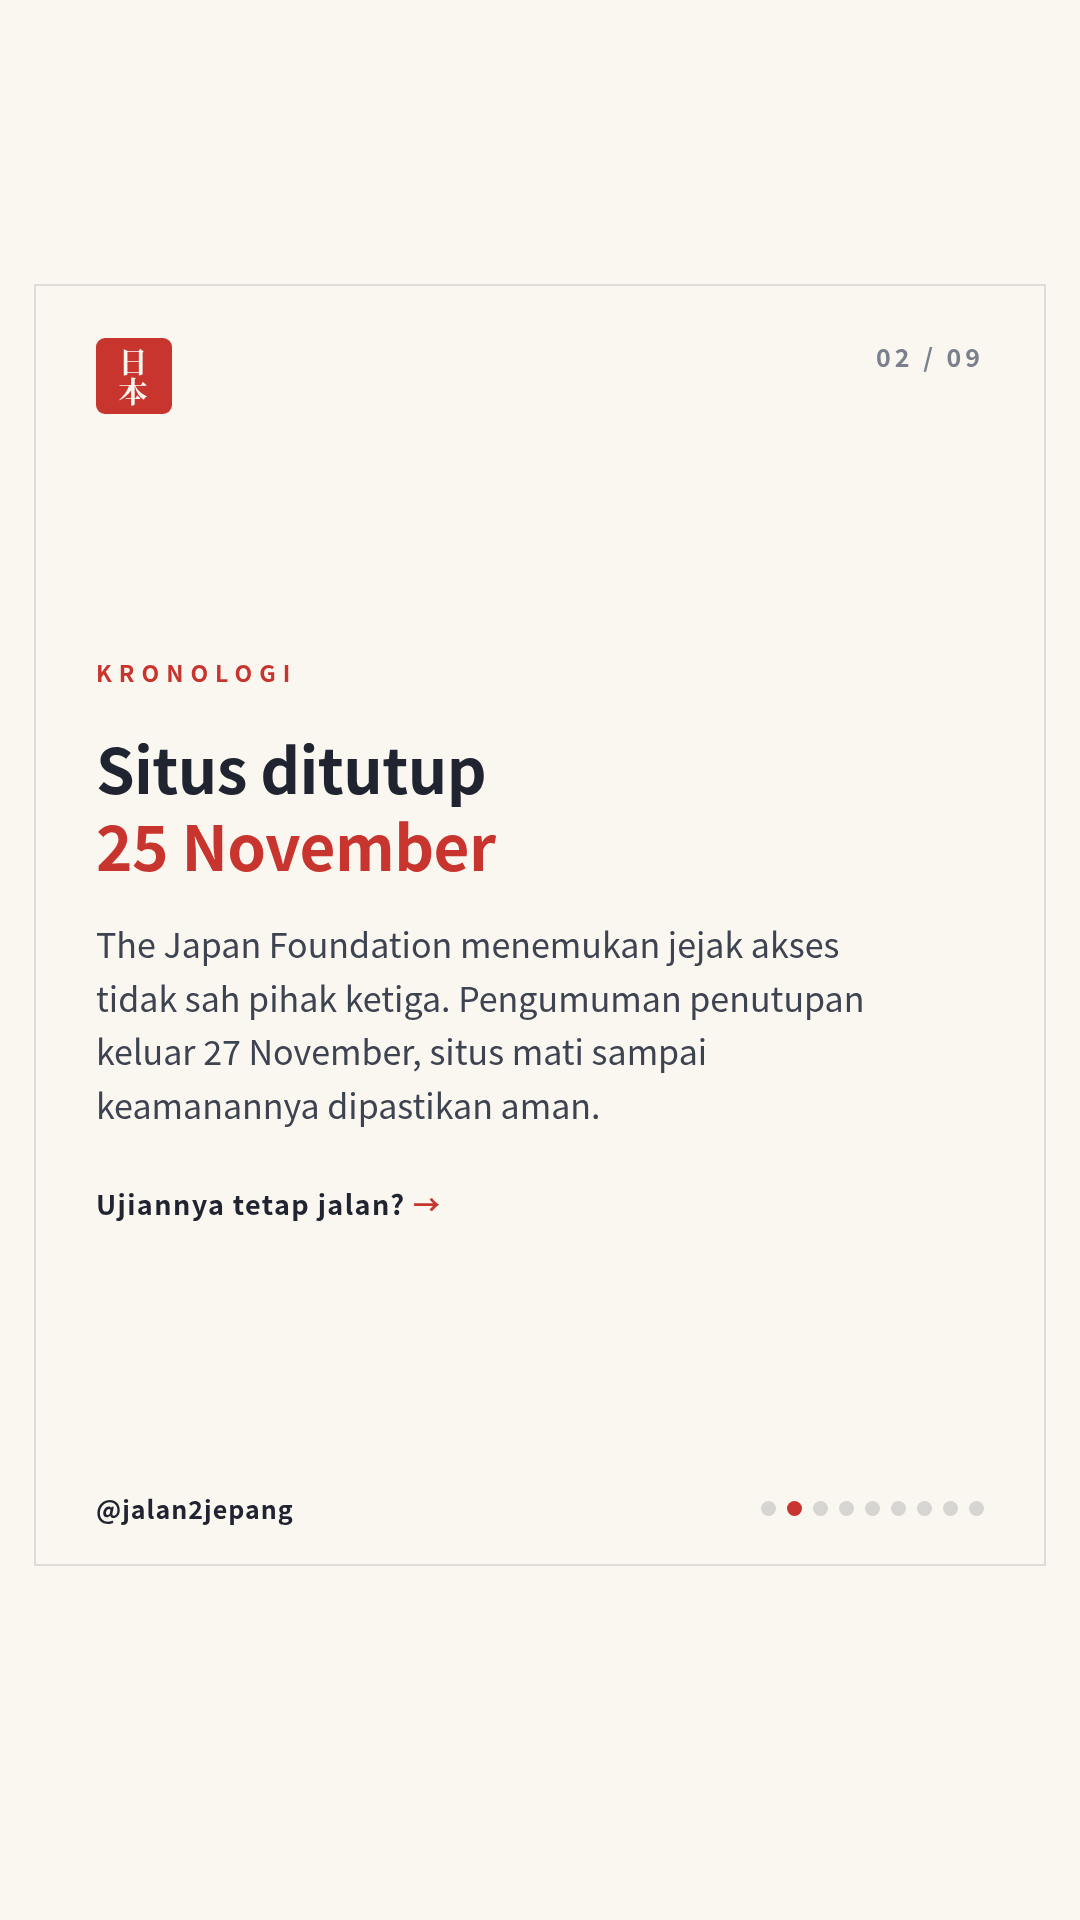 日
本
02 / 09
KRONOLOGI
Situs ditutup
25 November
The Japan Foundation menemukan jejak akses
tidak sah pihak ketiga. Pengumuman penutupan
keluar 27 November, situs mati sampai
keamanannya dipastikan aman.
Ujiannya tetap jalan? →
@jalan2jepang